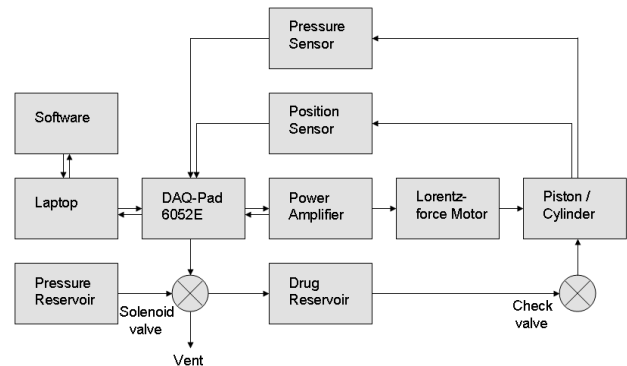 Pressure
Sensor
Position
Sensor
Software
Laptop
DAQ-Pad
6052E
Power
Amplifier
Lorentz-
force Motor
Piston /
Cylinder
Pressure
Reservoir
Solenoid
valve
Drug
Reservoir
Check
valve
Vent